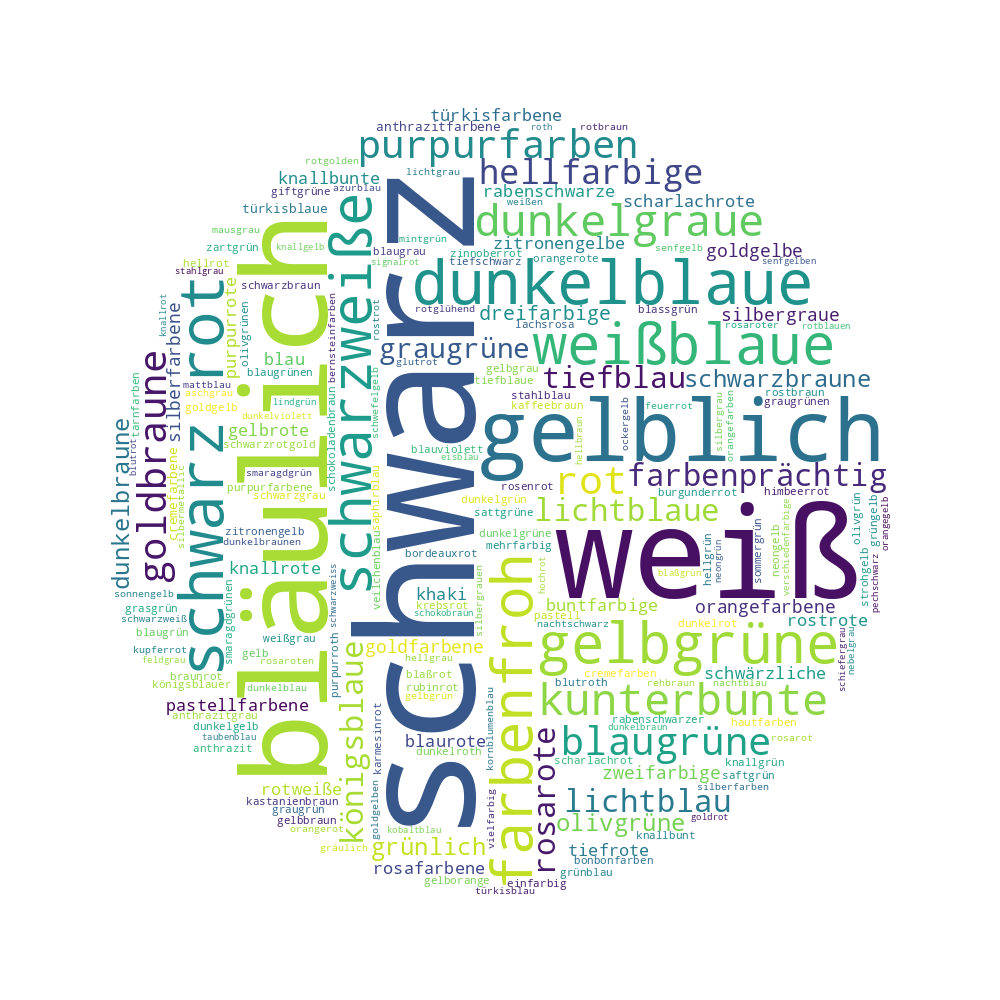 türkisfarbene
anthrazitfarbene
roth
rotbraun
purpurfarben
rotgolden
hellfarbige
knallbunte
lichtgrau
giftgrüne
azurblau
rabenschwarze
weißen
scharlachrote
türkisblaue
dunkelgraue
mausgrau
mintgrün
zartgrün
knallgelb
blaugrau
zinnoberrot
zitronengelbe
senfgelb
goldgelbe
hellrot
signalrot
tiefschwarz
orangerote
senfgelben
stahlgrau
schwarzbraun
dunkelblaue
purpurrote
rotglühend
blassgrün
silbergraue
dreifarbige
lachsrosa
rosaroter
rotblauen
knallrot
silberfarbene
olivgrünen
bernsteinfarben
rostrot
schwarzweiße
graugrüne
glutrot
weißblaue
blau
blaugrünen
gelbgrau
tiefblaue
tiefblau
schwarzbraune
mattblau
aschgrau
goldgelb
lindgrün
dunkelviolett
schokoladenbraun
schwefelgelb
stahlblau
kaffeebraun
rostbraun
graugrünen
feuerrot
ockergelb
silbergrau
orangefarben
tarnfarben
gelbrote
schwarzrotgold
gelblich
blauviolett
eisblau
hellbraun
dunkelbraune
blutrot
goldbraune
schwarz rot
bläulich
schwarz
smaragdgrün
purpurfarbene
schwarzgrau
rosenrot
rot
farbenprächtig
cremefarbene
silbermetallic
saphirblau
veilchenblau
dunkelgrün
sattgrüne
burgunderrot
himbeerrot
lichtblaue
weiß
zitronengelb
dunkelbraunen
dunkelgrüne
mehrfarbig
bordeauxrot
hellgrün
neongrün
sommergrün
neongelb
verschiedenfarbige
olivgrün
grüngelb
orangegelb
strohgelb
pechschwarz
knallrote
schwarzweiss
silbergrauen
hochrot
blaßgrün
sonnengelb
grasgrün
schwarzweiß
blaugrün
smaragdgrünen
khaki
krebsrot
schokobraun
buntfarbige
pastell
nachtschwarz
orangefarbene
rostrote
dunkelrot
weißgrau
gelb
kupferrot
feldgrau
rosaroten
purpurroth
goldfarbene
hellgrau
gelbgrüne
schiefergrau
nebelgrau
braunrot
königsblauer
dunkelblau
blaßrot
rubinrot
gelbgrün
cremefarben
schwärzliche
blutroth
rehbraun
nachtblau
pastellfarbene
anthrazitgrau
dunkelgelb
taubenblau
anthrazit
königsblaue
karmesinrot
kornblumenblau
farbenfroh
kunterbunte
blaurote
dunkelroth
rosarote
rabenschwarzer
dunkelbraun
hautfarben
rosarot
blaugrüne
scharlachrot
knallgrün
zweifarbige
saftgrün
silberfarben
rotweiße
kastanienbraun
graugrün
gelbbraun
orangerot
goldgelben
kobaltblau
vielfarbig
lichtblau
goldrot
olivgrüne
knallbunt
gräulich
grünlich
tiefrote
bonbonfarben
rosafarbene
gelborange
einfarbig
grünblau
türkisblau